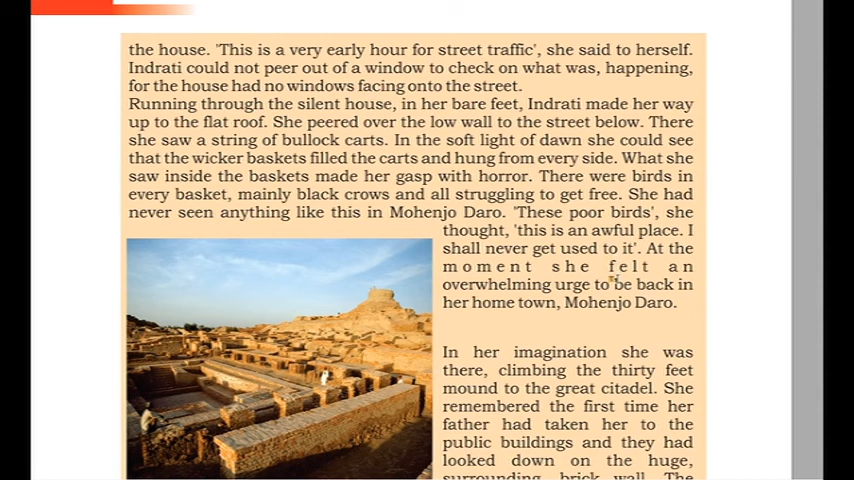 the house. 'This is a very early hour for street traffic', she said to herself.
Indrati could not peer out of a window to check on what was, happening,
for the house had no windows facing onto the street.
Running through the silent house, in her bare feet, Indrati made her way
up to the flat roof. She peered over the low wall to the street below. There
she saw a string of bullock carts. In the soft light of dawn she could see
that the wicker baskets filled the carts and hung from every side. What she
saw inside the baskets made her gasp with horror. There were birds in
every basket, mainly black crows and all struggling to get free. She had
never seen anything like this in Mohenjo Daro. 'These poor birds', she
thought, 'this is an awful place. I
shall never get used to it'. At the
moment she felt an
overwhelming urge to be back in
her home town, Mohenjo Daro.
In her imagination she was
there, climbing the thirty feet
mound to the great citadel. She
remembered the first time her
father had taken her to the
public buildings and they had
looked down on the huge,
surrounding brick wall. The